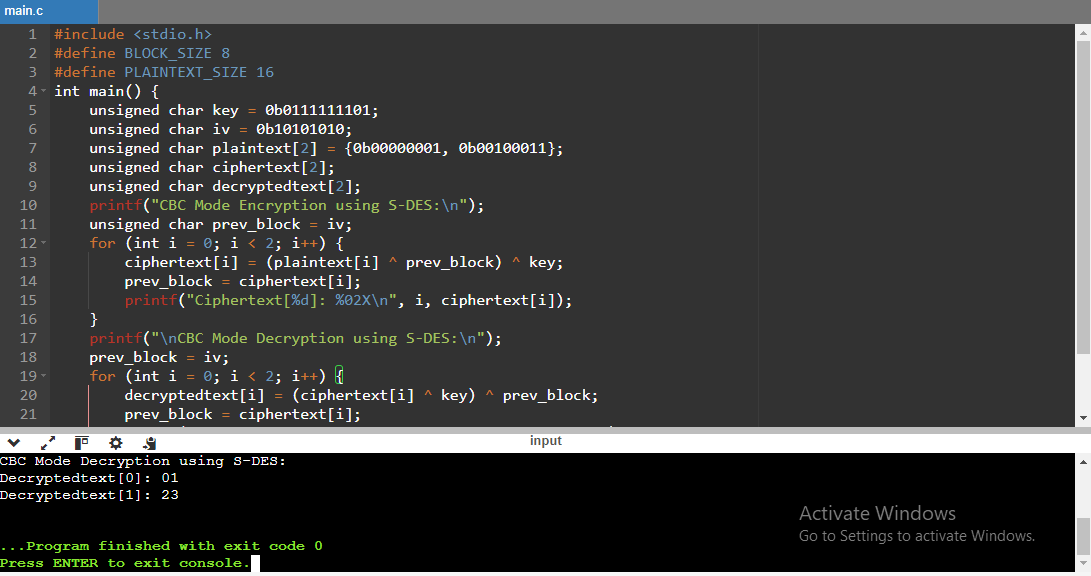 main.c
1 #include <stdio.h>
2 #define BLOCK_SIZE 8
3 #define PLAINTEXT_SIZE 16
4 int main() {
5 unsigned char key = 0b0111111101;
6 unsigned char iv = 0b10101010;
7 unsigned char plaintext[2] = {0b00000001, 0b00100011};
8 unsigned char ciphertext[2];
9 unsigned char decryptedtext[2];
10 printf("CBC Mode Encryption using S-DES:\n");
11 unsigned char prev_block = iv;
12 for (int i = 0; i < 2; i++) {
13 ciphertext[i] = (plaintext[i] ^ prev_block) ^ key;
14 prev_block = ciphertext[i];
15 printf("Ciphertext[%d]: %02X\n", i, ciphertext[i]);
16 }
17 printf("\nCBC Mode Decryption using S-DES:\n");
18 prev_block = iv;
19 for (int i = 0; i < 2; i++) {
20 decryptedtext[i] = (ciphertext[i] ^ key) ^ prev_block;
21 prev_block = ciphertext[i];
input
CBC Mode Decryption using S-DES:
Decryptedtext[0]: 01
Decryptedtext[1]: 23
...Program finished with exit code 0
Press ENTER to exit console.
Activate Windows
Go to Settings to activate Windows.